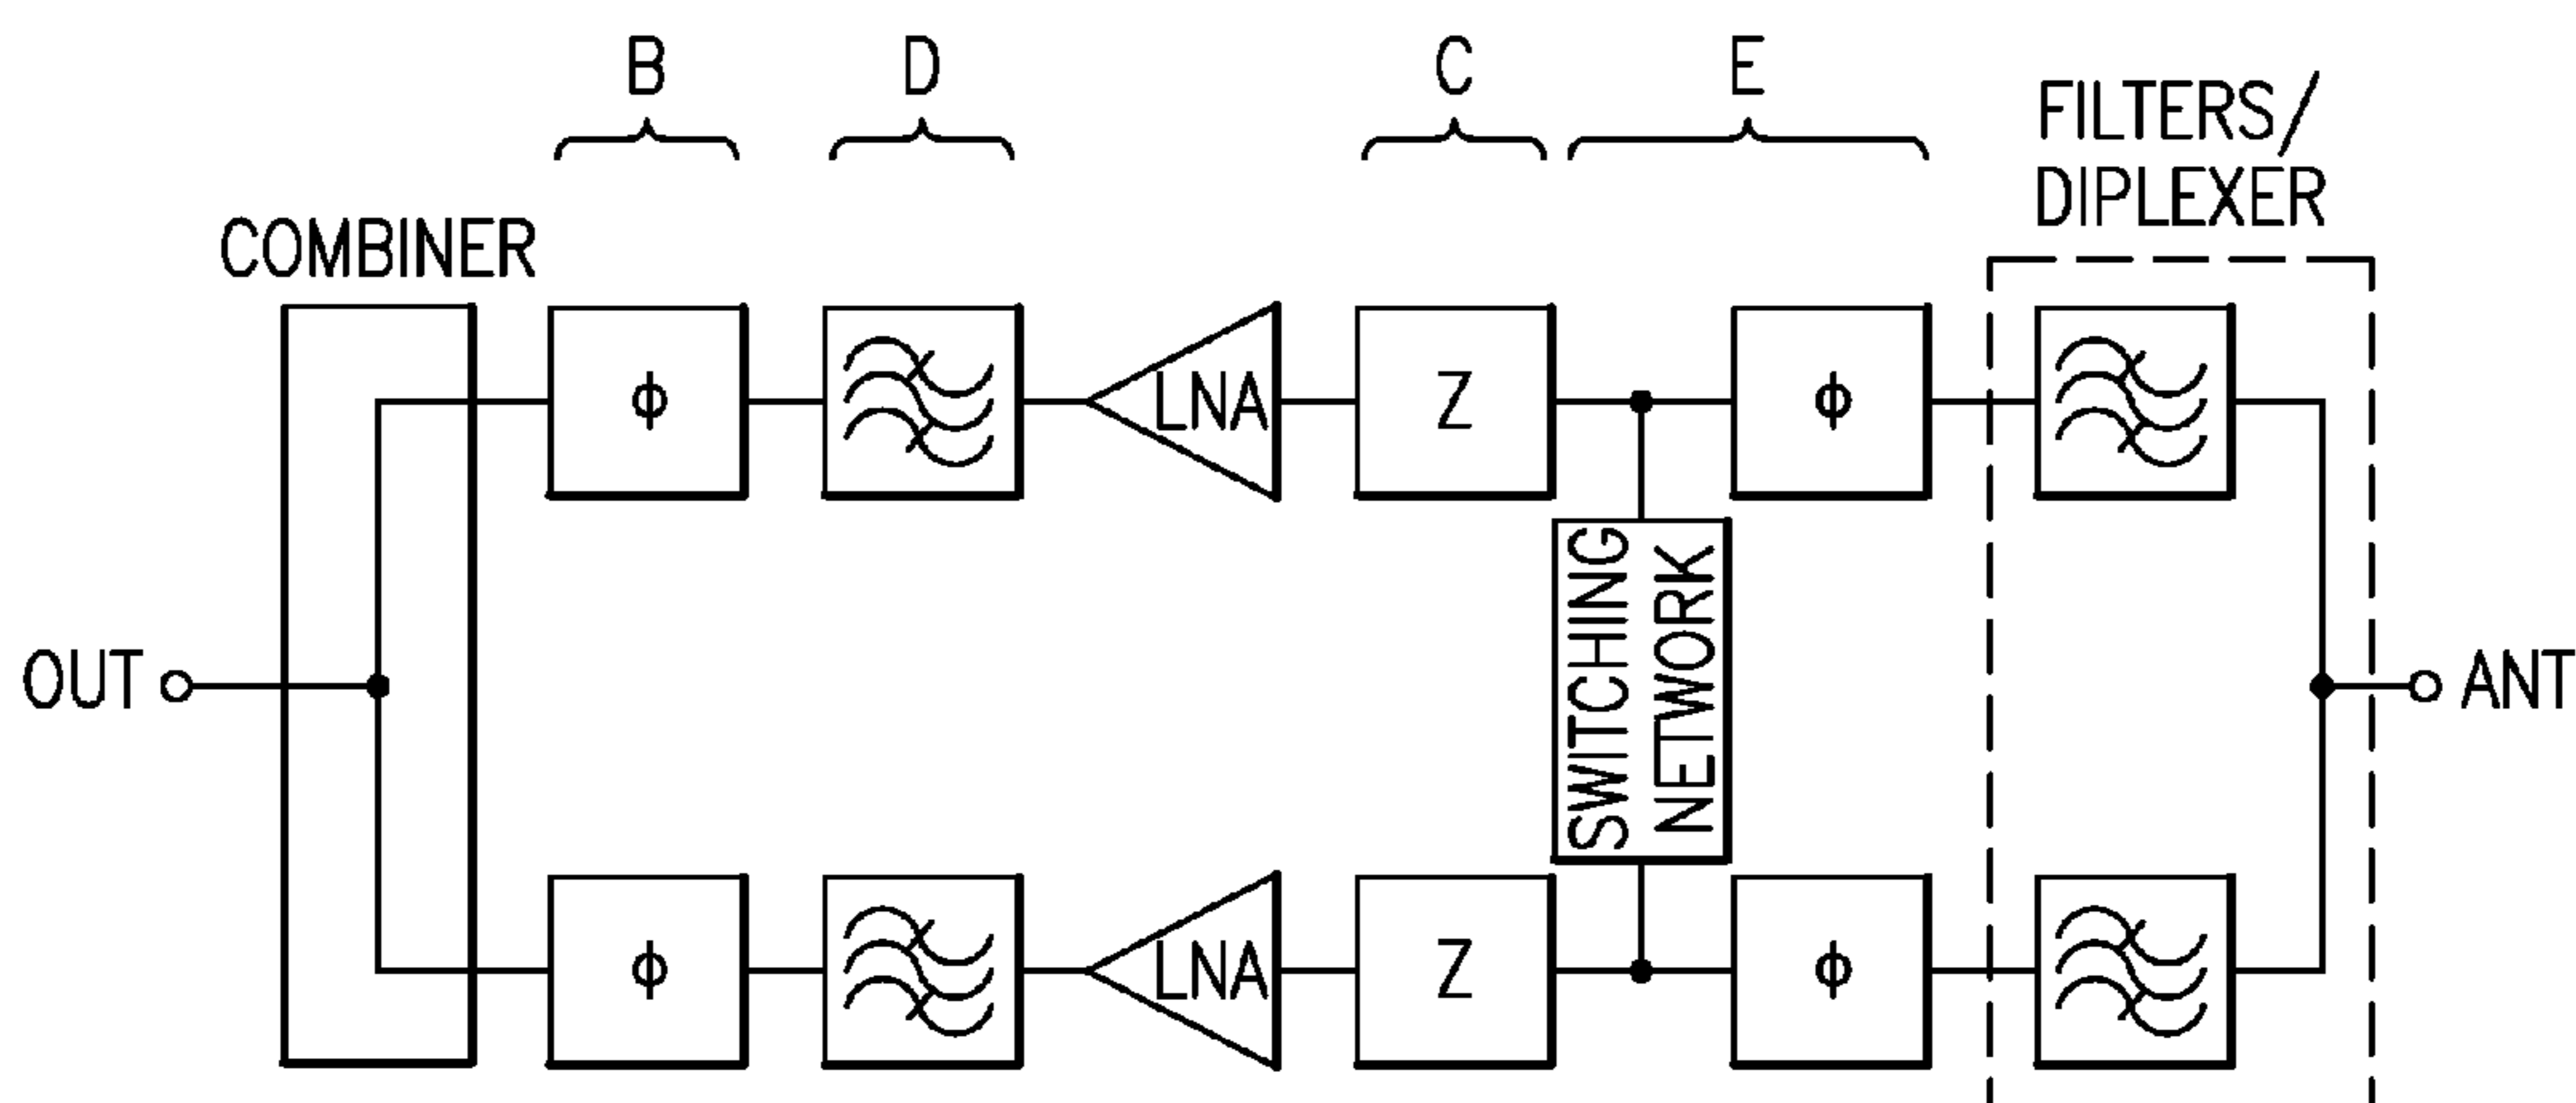 B
D
C
E
FILTERS/
DIPLEXER
COMBINER
ϕ
LNA
Z
ϕ
SWITCHING
NETWORK
OUT
ANT
ϕ
LNA
Z
ϕ